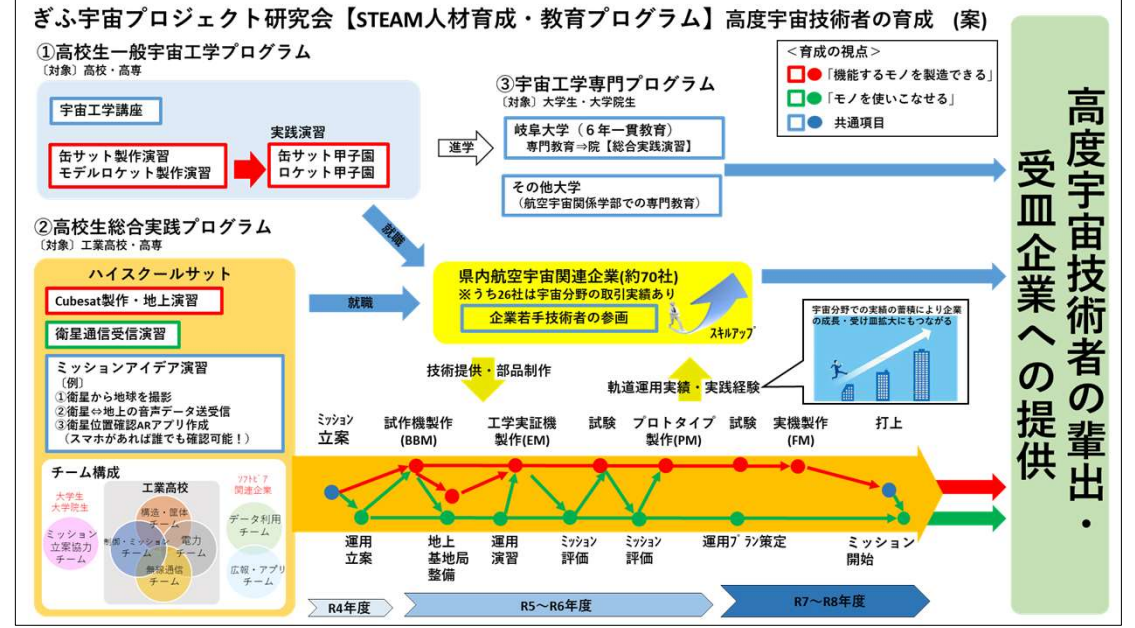 ぎふ宇宙プロジェクト研究会【STEAM人材育成・教育プログラム】高度宇宙技術者の育成　(案)
①高校生一般宇宙工学プログラム
〔対象〕高校・高専
宇宙工学講座
缶サット製作演習
モデルロケット製作演習
実践演習
缶サット甲子園
ロケット甲子園
進学
③宇宙工学専門プログラム
〔対象〕大学生・大学院生
岐阜大学（６年一貫教育）
専門教育⇒院【総合実践演習】
その他大学
（航空宇宙関係学部での専門教育）
＜育成の視点＞
「機能するモノを製造できる」
「モノを使いこなせる」
共通項目
高度宇宙技術者の輩出・
受皿企業への提供
②高校生総合実践プログラム
〔対象〕工業高校・高専
ハイスクールサット
Cubesat製作・地上演習
衛星通信受信演習
ミッションアイデア演習
〔例〕
①衛星から地球を撮影
②衛星⇔地上の音声データ送受信
③衛星位置確認ARアプリ作成
（スマホがあれば誰でも確認可能！）
就職
就職
県内航空宇宙関連企業(約70社)
※うち26社は宇宙分野の取引実績あり
企業若手技術者の参画
スキルアップ
技術提供・部品制作
軌道運用実績・実践経験
宇宙分野での実績の蓄積により企業
の成長・受け皿拡大にもつながる
チーム構成
大学生
大学院生
工業高校
ソフトピア
関連企業
ミッション
立案協力
チーム
構造・筐体
チーム
制御・ミッション
チーム
電力
チーム
無線通信
チーム
データ利用
チーム
広報・アプリ
チーム
ミッション
立案
試作機製作
(BBM)
工学実証機
製作(EM)
試験
プロトタイプ
製作(PM)
試験
実機製作
(FM)
打上
運用
立案
地上
基地局
整備
運用
演習
ミッション
評価
ミッション
評価
運用プラン策定
ミッション
開始
R4年度
R5～R6年度
R7～R8年度